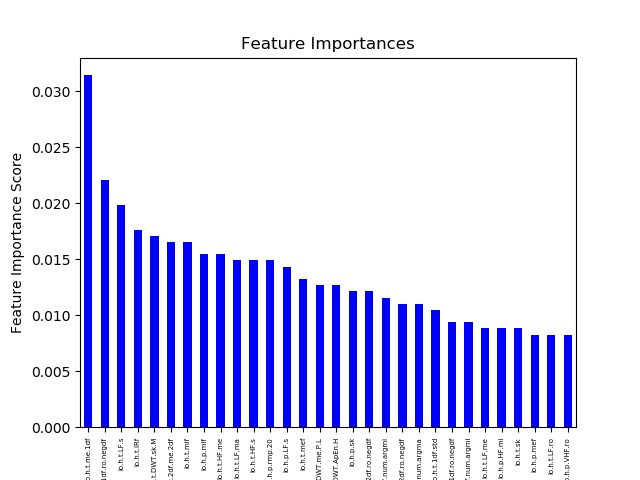 Feature Importances
Feature Importance Score
0.030
0.025
0.020
0.015
0.010
0.005
0.000
lo.h.t.me.1df
1df.ro.negdf
lo.h.t.LF.s
lo.h.t.IRf
.t.DWT.sk.M
.2df.me.2df
lo.h.t.mif
lo.h.p.mif
lo.h.t.HF.me
lo.h.t.LF.ma
lo.h.t.HF.s
.h.p.rmp.20
lo.h.p.LF.s
lo.h.t.mef
DWT.me.P.L
DWT.ApEn.H
lo.h.p.sk
2df.ro.negdf
.num.argmi
2df.ro.negdf
.num.argma
lo.h.t.1df.std
1df.ro.negdf
.num.argmi
lo.h.t.LF.me
lo.h.p.HF.mi
lo.h.t.sk
lo.h.p.mef
lo.h.t.LF.ro
lo.h.p.VHF.ro